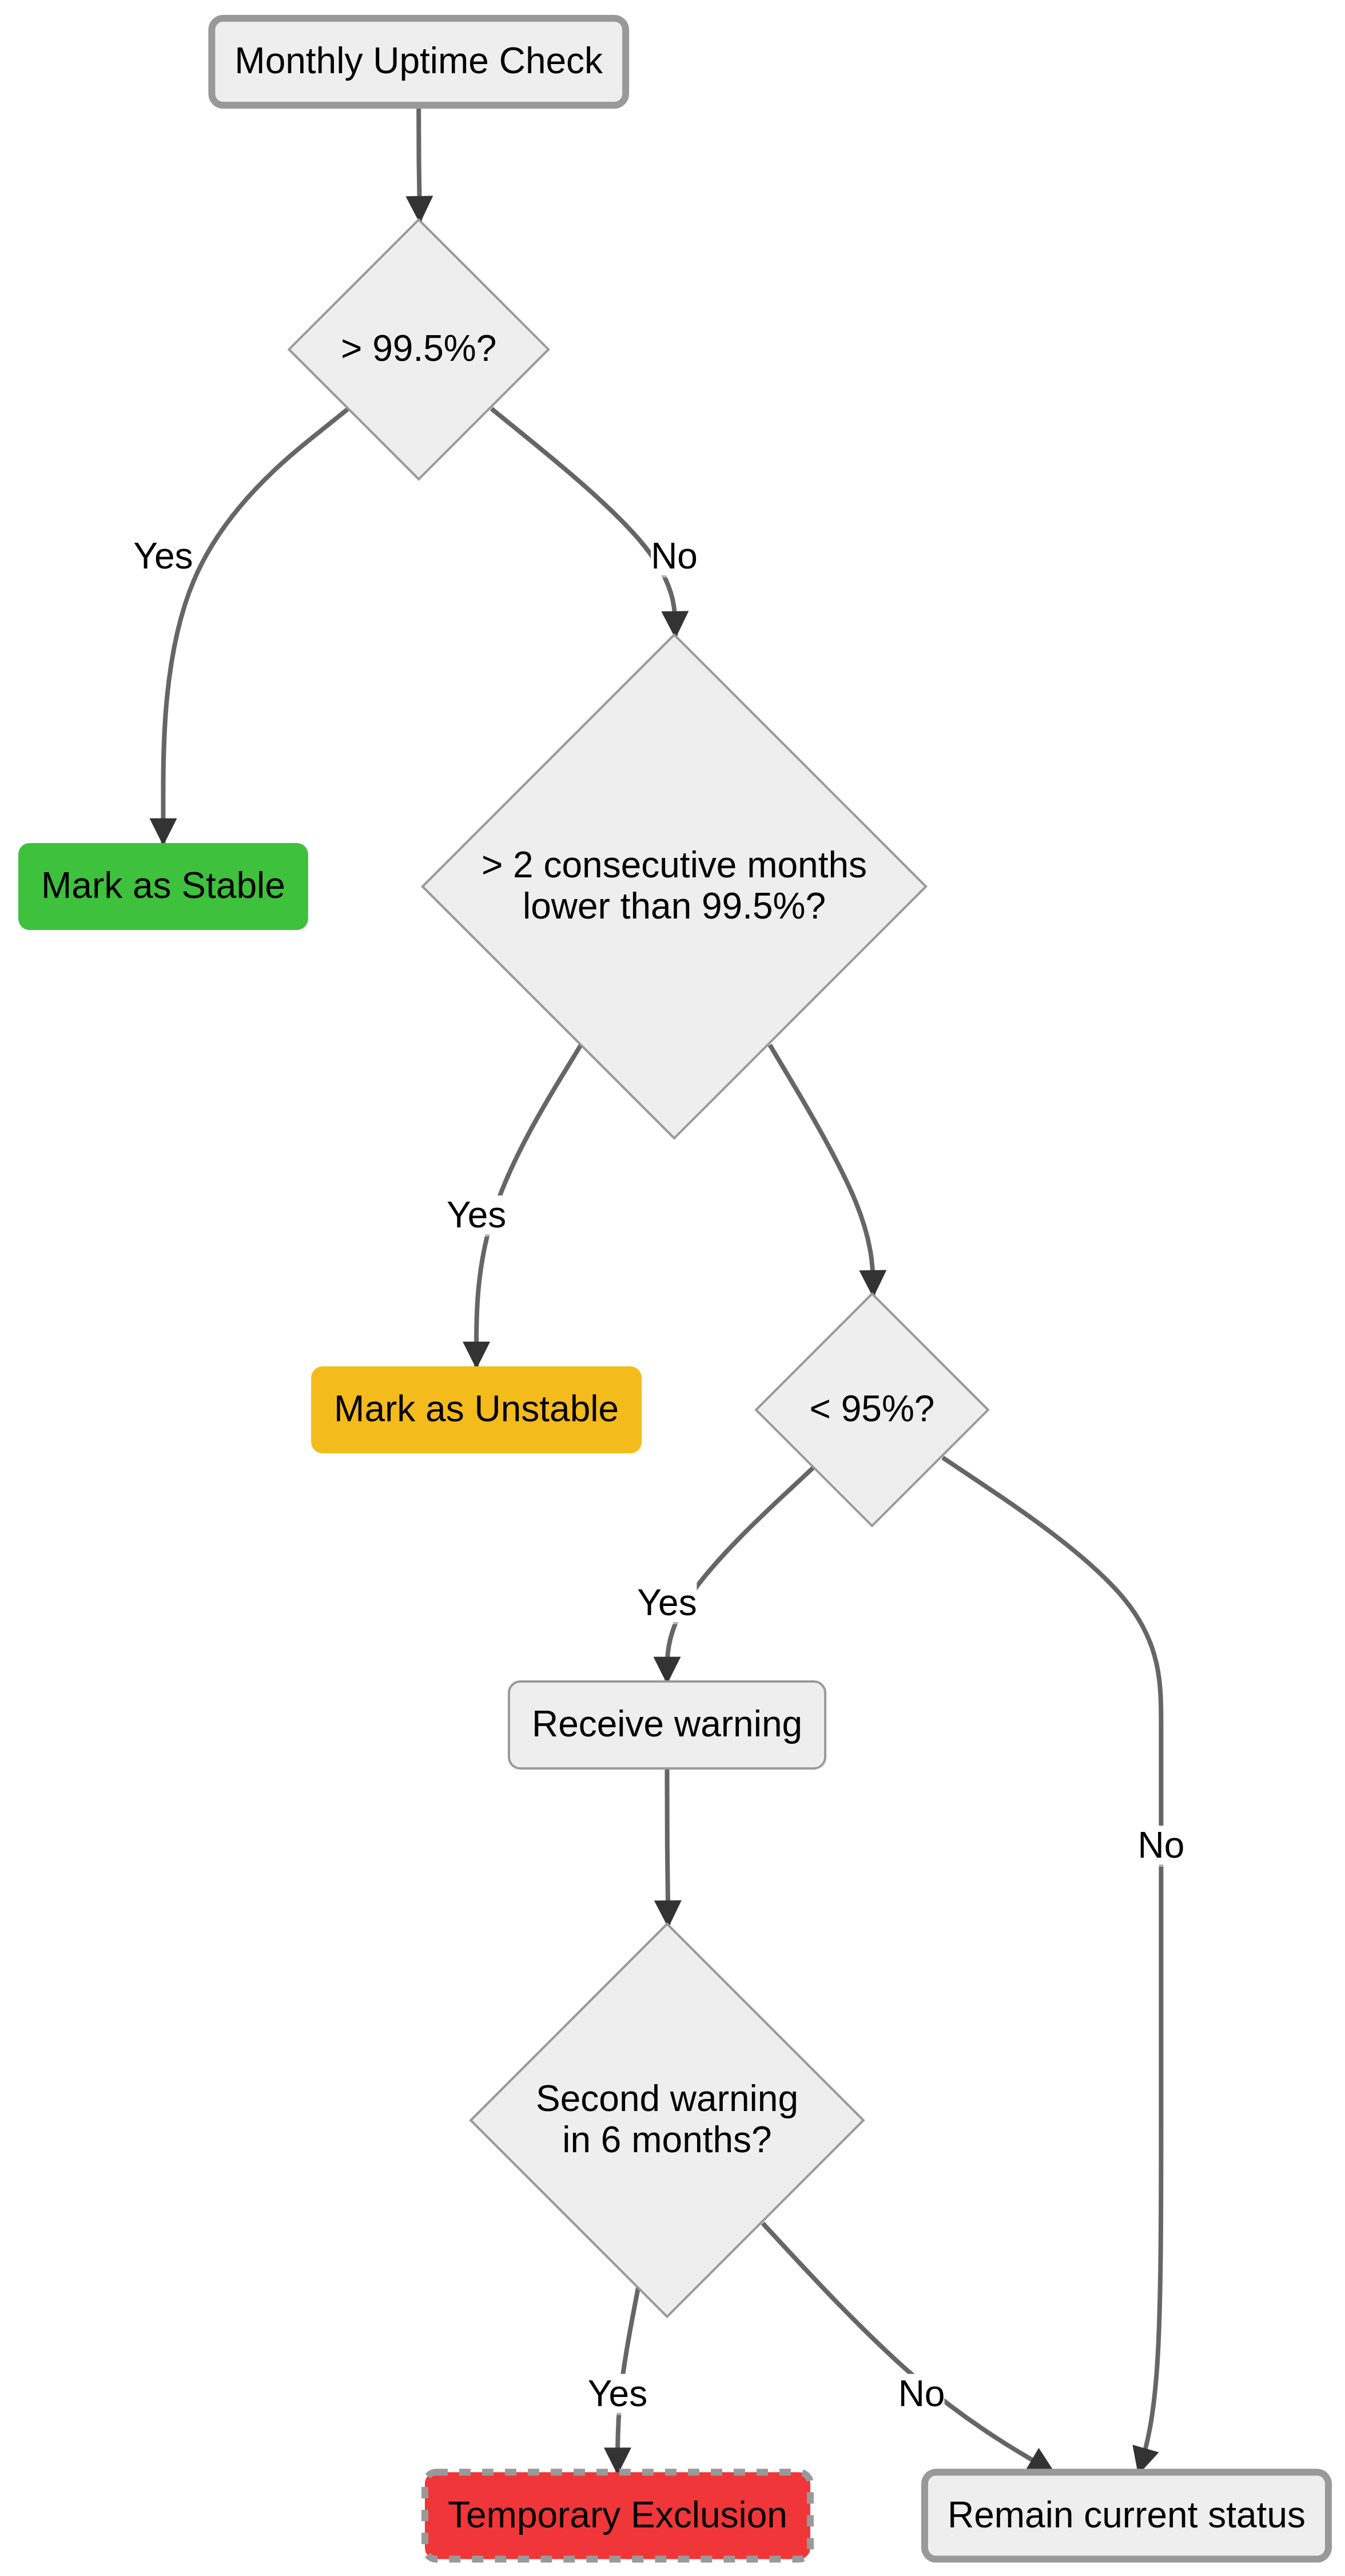 Monthly Uptime Check
> 99.5%?
Yes
No
Mark as Stable
> 2 consecutive months
lower than 99.5%?
Yes
Mark as Unstable
< 95%?
Yes
Receive warning
No
Second warning
in 6 months?
Yes
No
Temporary Exclusion
Remain current status